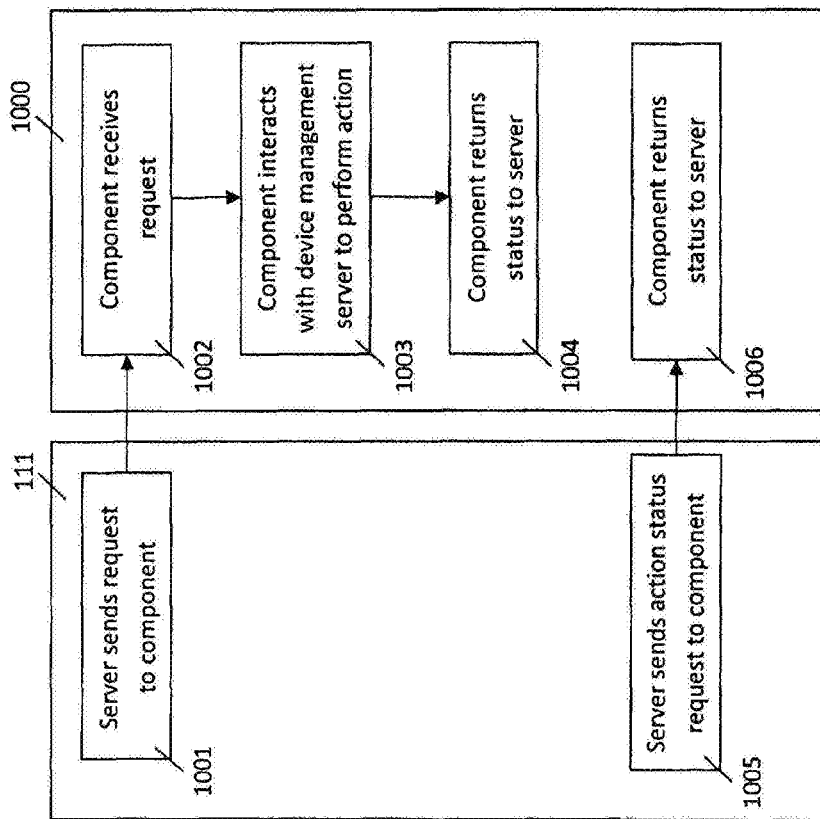 111
Server sends request
to component
1001
Server sends action status
request to component
1005
1000
Component receives
request
1002
Component interacts
with device management
server to perform action
1003
Component returns
status to server
1004
Component returns
status to server
1006